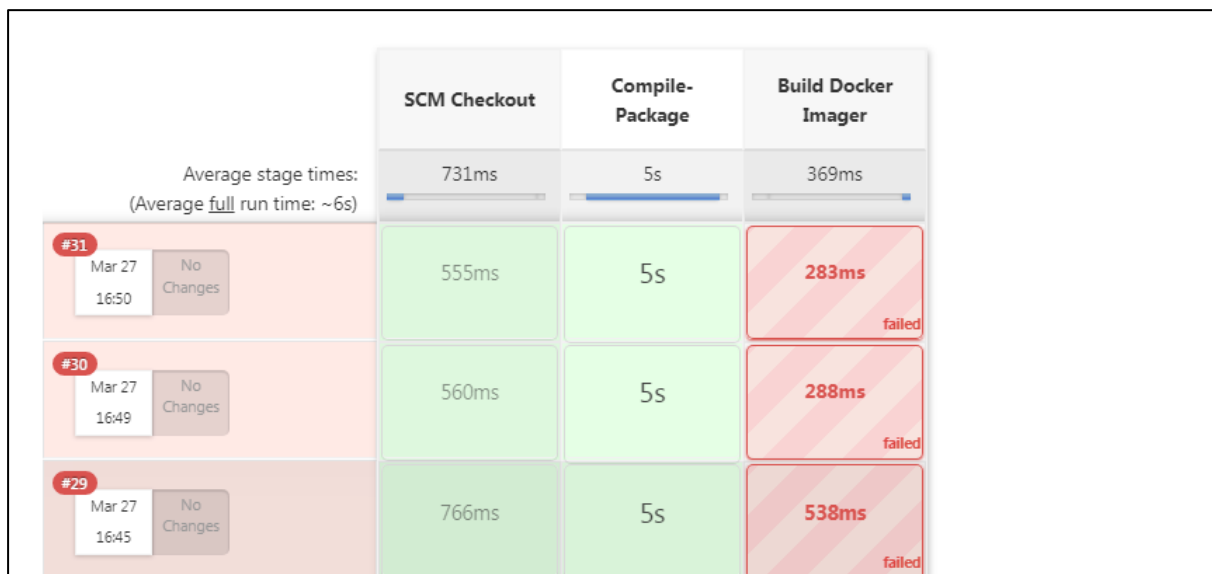 SCM Checkout
Compile-
Package
Build Docker
Imager
Average stage times:
(Average full run time: ~6s)
731ms
5s
369ms
#31
Mar 27
16:50
No
Changes
555ms
5s
283ms
failed
#30
Mar 27
16:49
No
Changes
560ms
5s
288ms
failed
#29
Mar 27
16:45
No
Changes
766ms
5s
538ms
failed